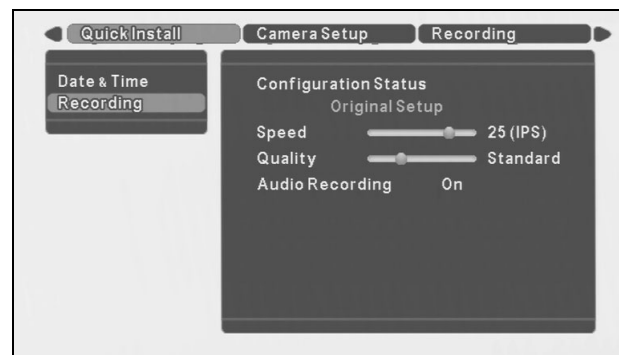 Quick Install
Camera Setup
Recording
Date & Time
Recording
Configuration Status
Original Setup
Speed 25 (IPS)
Quality Standard
Audio Recording On